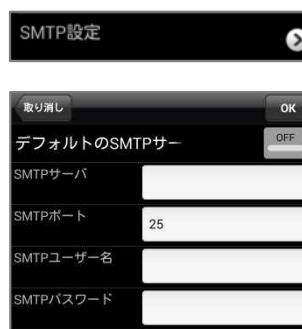 SMTP設定
取り消し OK
デフォルトのSMTPサー OFF
SMTPサーバ
SMTPポート 25
SMTPユーザー名
SMTPパスワード